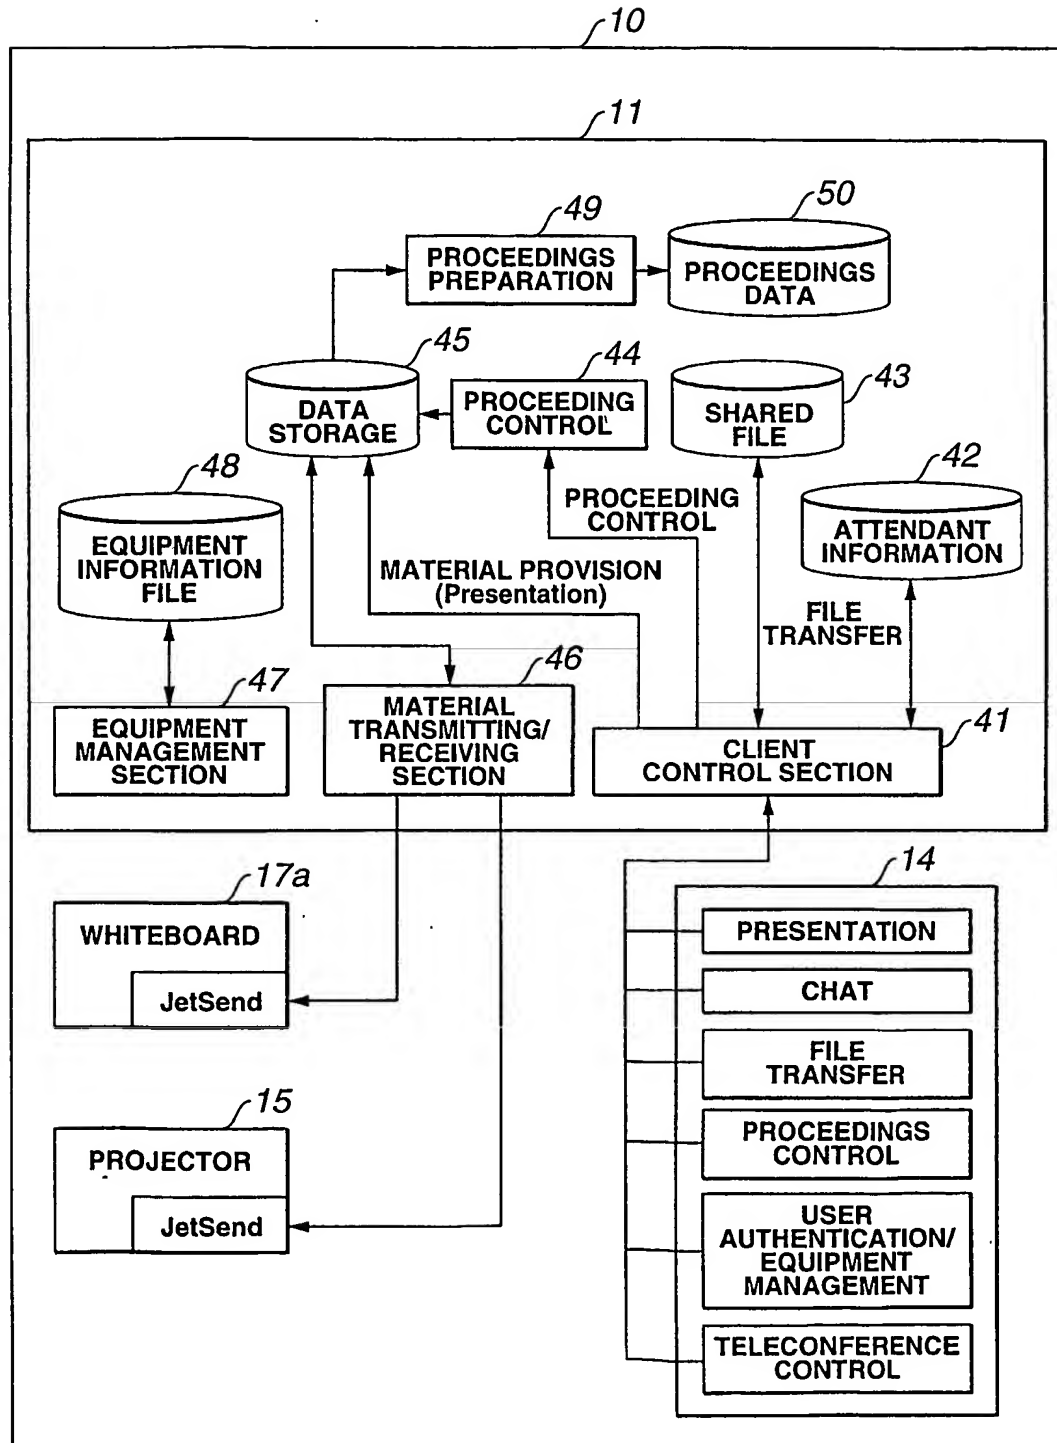 10
11
49
PROCEEDINGS
PREPARATION
50
PROCEEDINGS
DATA
45
DATA
STORAGE
44
PROCEEDING
CONTROL
SHARED
FILE
43
48
EQUIPMENT
INFORMATION
FILE
PROCEEDING
CONTROL
42
ATTENDANT
INFORMATION
MATERIAL PROVISION
(Presentation)
FILE
TRANSFER
47
EQUIPMENT
MANAGEMENT
SECTION
46
MATERIAL
TRANSMITTING/
RECEIVING
SECTION
41
CLIENT
CONTROL SECTION
17a
WHITEBOARD
JetSend
15
PROJECTOR
JetSend
14
PRESENTATION
CHAT
FILE
TRANSFER
PROCEEDINGS
CONTROL
USER
AUTHENTICATION/
EQUIPMENT
MANAGEMENT
TELECONFERENCE
CONTROL